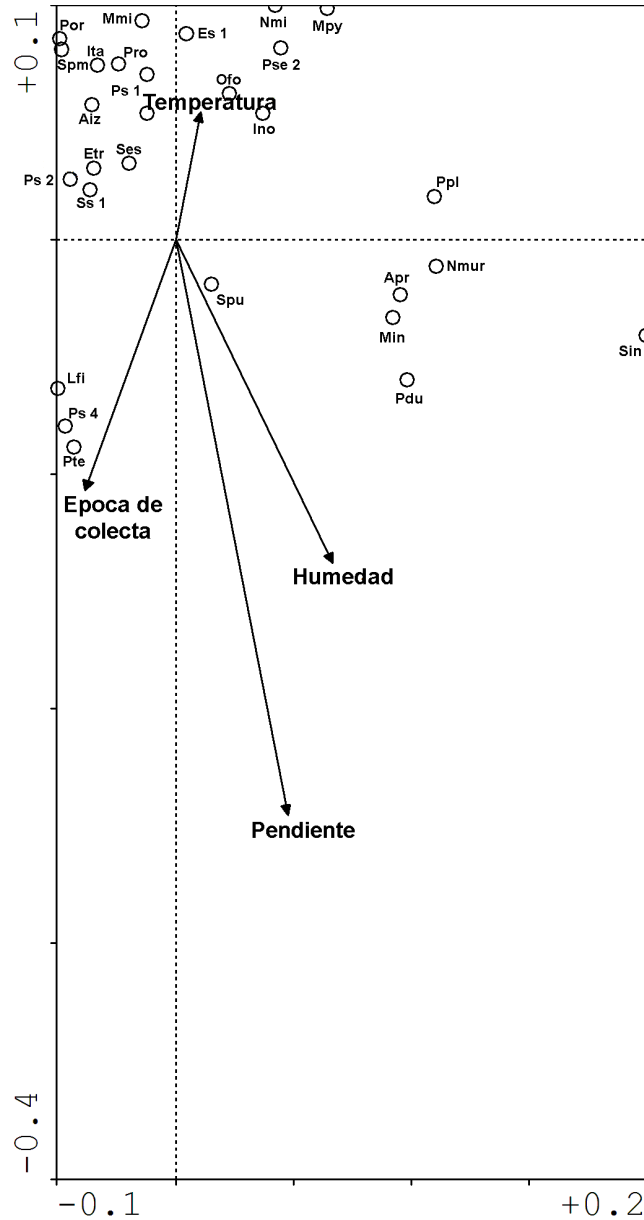 +0.1
Por
Mmi
Es 1
Nmi
Mpy
Spm
Ita
Pro
Pse 2
Ps 1
Ofo
Temperatura
Aiz
Ino
Etr
Ses
Ps 2
Ss 1
Ppl
Nmur
Spu
Apr
Min
Sin
Pdu
Lfi
Ps 4
Pte
Epoca de
colecta
Humedad
Pendiente
-0.4
-0.1
+0.2